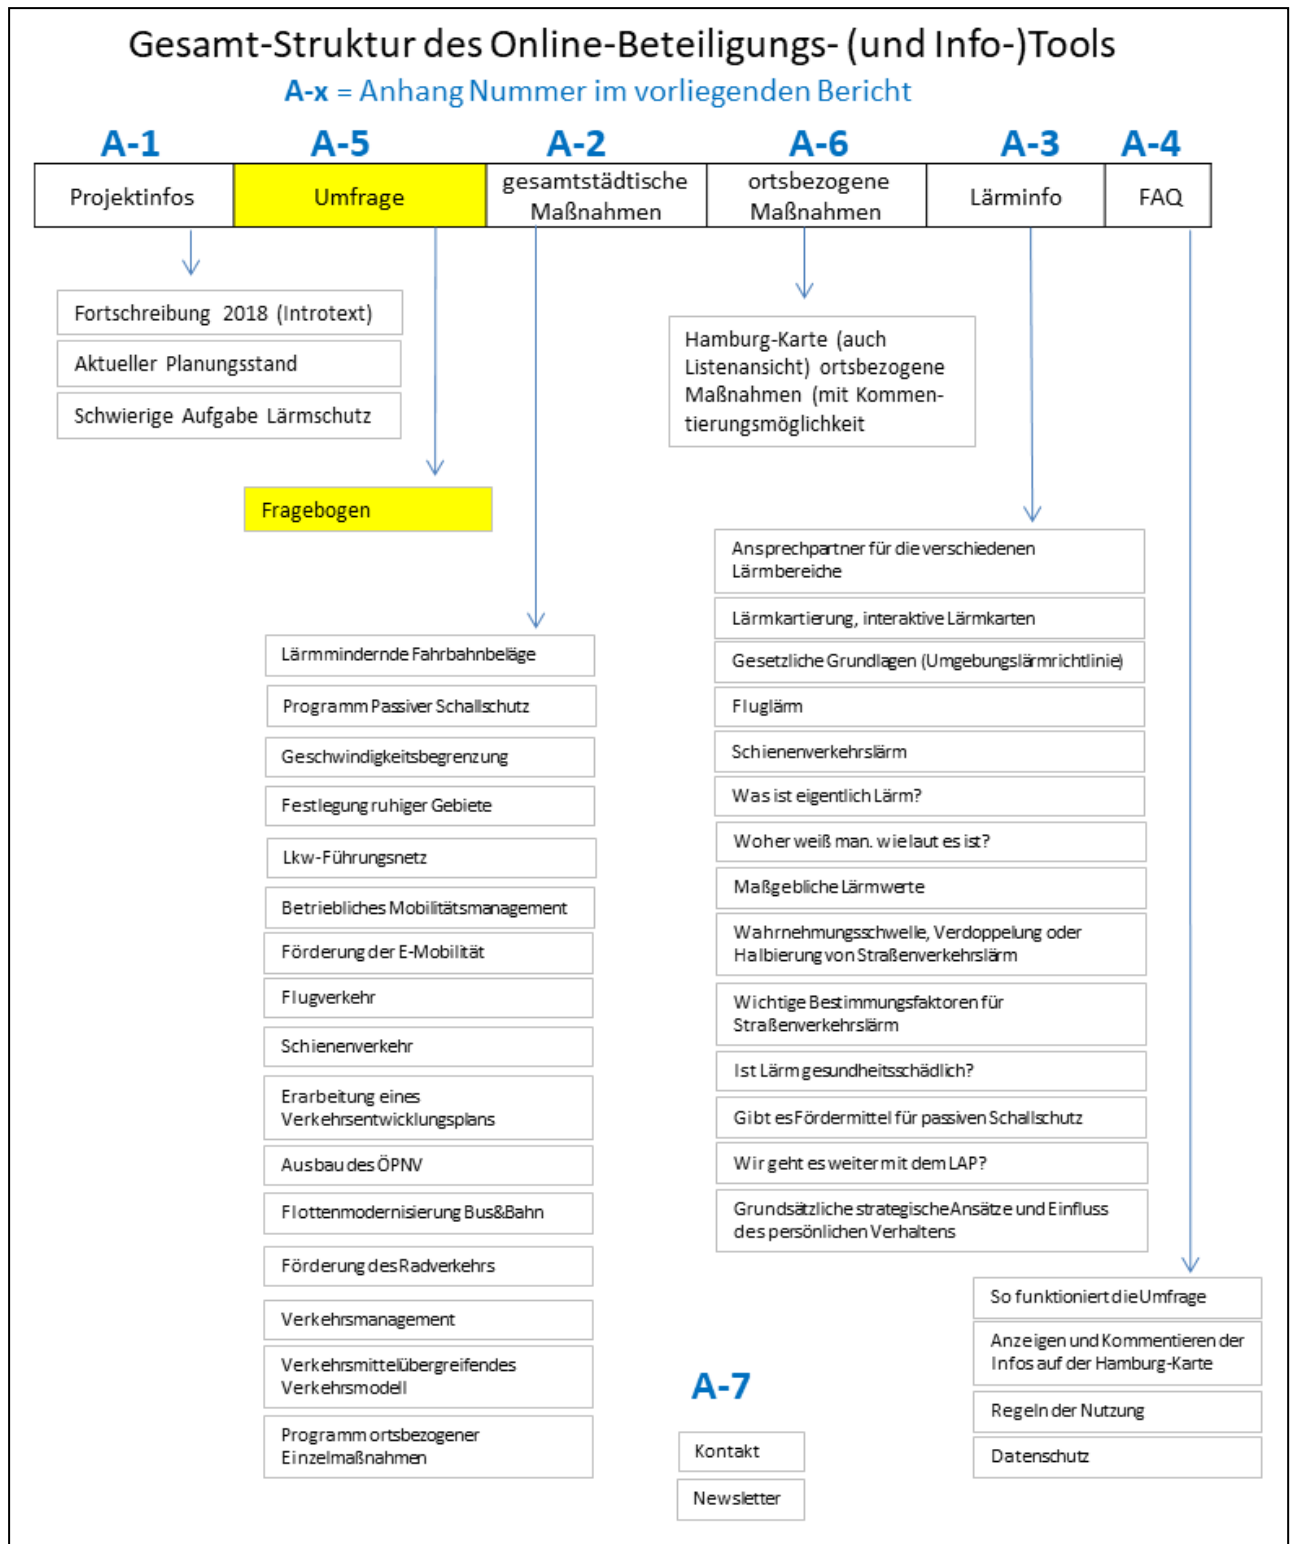 Gesamt-Struktur des Online-Beteiligungs- (und Info-)Tools
A-x = Anhang Nummer im vorliegenden Bericht
A-1
A-5
A-2
A-6
A-3
A-4
Projektinfos
Umfrage
gesamtstädtische
Maßnahmen
ortsbezogene
Maßnahmen
Lärminfo
FAQ
Fortschreibung 2018 (Introtext)
Aktueller Planungsstand
Schwierige Aufgabe Lärmschutz
Fragebogen
Lärmmindernde Fahrbahnbeläge
Programm Passiver Schallschutz
Geschwindigkeitsbegrenzung
Festlegung ruhiger Gebiete
Lkw-Führungsnetz
Betriebliches Mobilitätsmanagement
Förderung der E-Mobilität
Flugverkehr
Schienenverkehr
Erarbeitung eines
Verkehrsentwicklungsplans
Ausbau des ÖPNV
Flottenmodernisierung Bus&Bahn
Förderung des Radverkehrs
Verkehrsmanagement
Verkehrsmittelübergreifendes
Verkehrsmodell
Programm ortsbezogener
Einzelmaßnahmen
Hamburg-Karte (auch
Listenansicht) ortsbezogene
Maßnahmen (mit Kommen-
tierungsmöglichkeit
Ansprechpartner für die verschiedenen
Lärmbereiche
Lärmkartierung, interaktive Lärmkarten
Gesetzliche Grundlagen (Umgebungslärmrichtlinie)
Fluglärm
Schienenverkehrslärm
Was ist eigentlich Lärm?
Woher weiß man. wie laut es ist?
Maßgebliche Lärmwerte
Wahrnehmungsschwelle, Verdoppelung oder
Halbierung von Straßenverkehrslärm
Wichtige Bestimmungsfaktoren für
Straßenverkehrslärm
Ist Lärm gesundheitsschädlich?
Gibt es Fördermittel für passiven Schallschutz
Wir geht es weiter mit dem LAP?
Grundsätzliche strategische Ansätze und Einfluss
des persönlichen Verhaltens
So funktioniert die Umfrage
Anzeigen und Kommentieren der
Infos auf der Hamburg-Karte
Regeln der Nutzung
Datenschutz
A-7
Kontakt
Newsletter